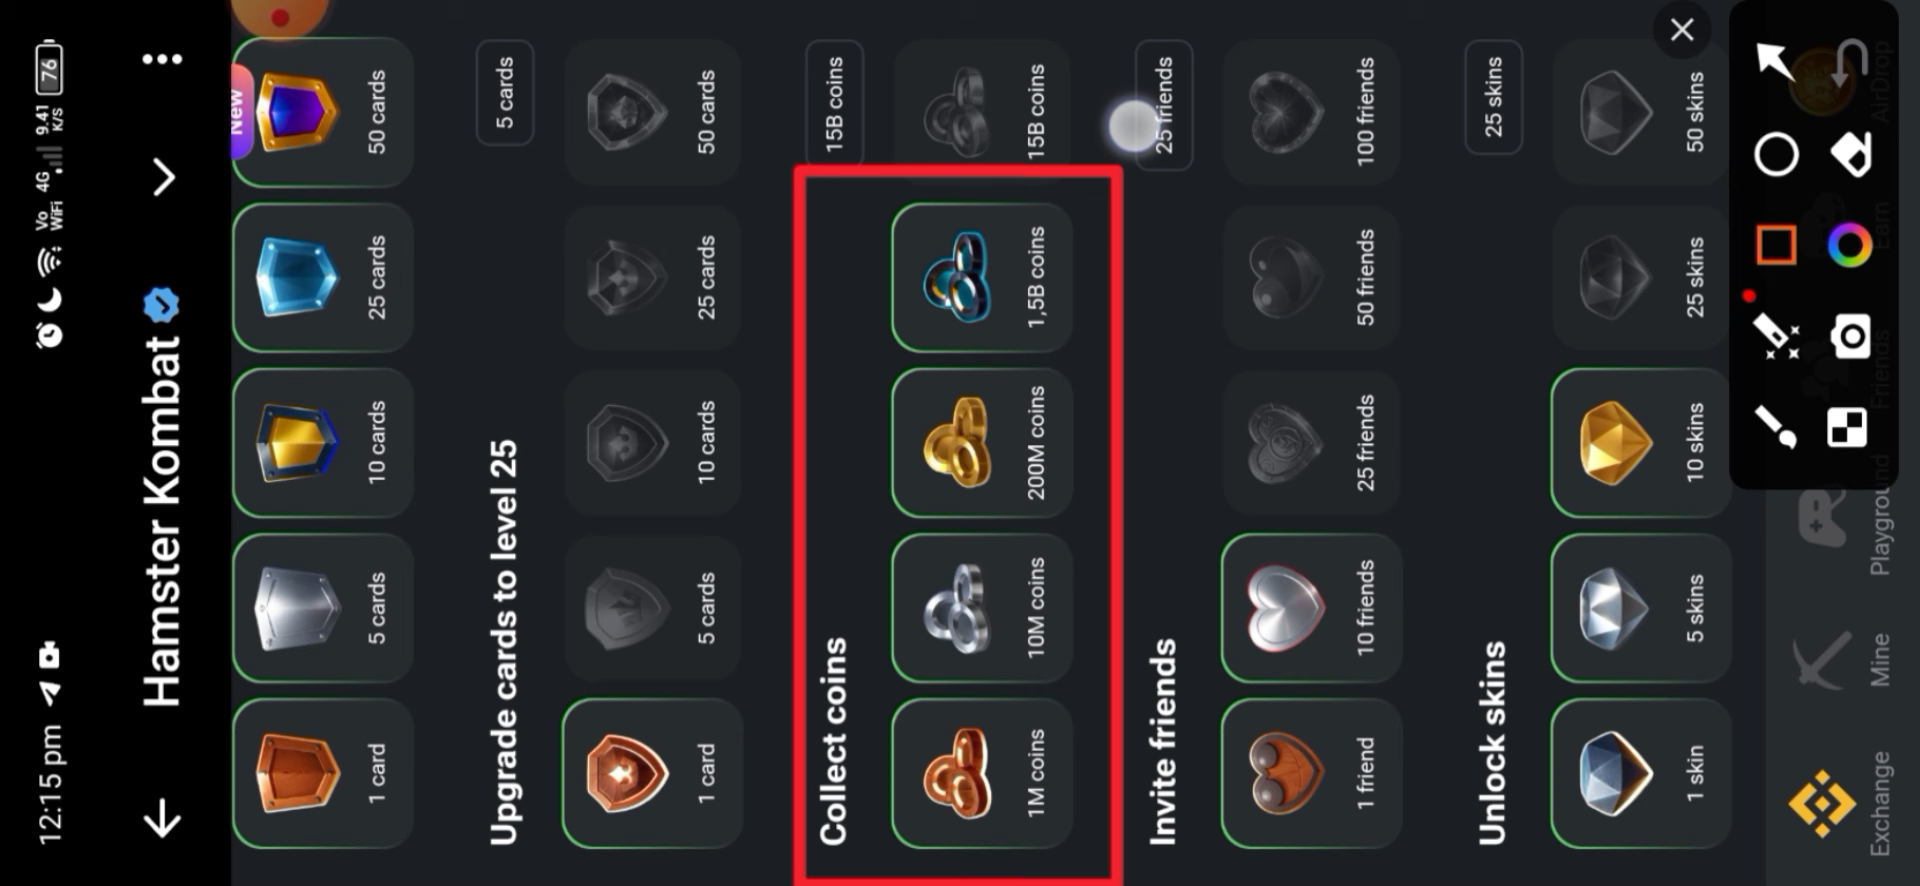 12:15 pm
Vo
WiFi
4G
9.41
K/s
76
Hamster Kombat
New
1 card
5 cards
10 cards
25 cards
50 cards
Upgrade cards to level 25
5 cards
1 card
5 cards
10 cards
25 cards
50 cards
Collect coins
15B coins
1M coins
10M coins
200M coins
1,5B coins
15B coins
Invite friends
25 friends
1 friend
10 friends
25 friends
50 friends
100 friends
Unlock skins
25 skins
1 skin
5 skins
10 skins
25 skins
50 skins
Exchange
Mine
Playground
Friends
Earn
AirDrop